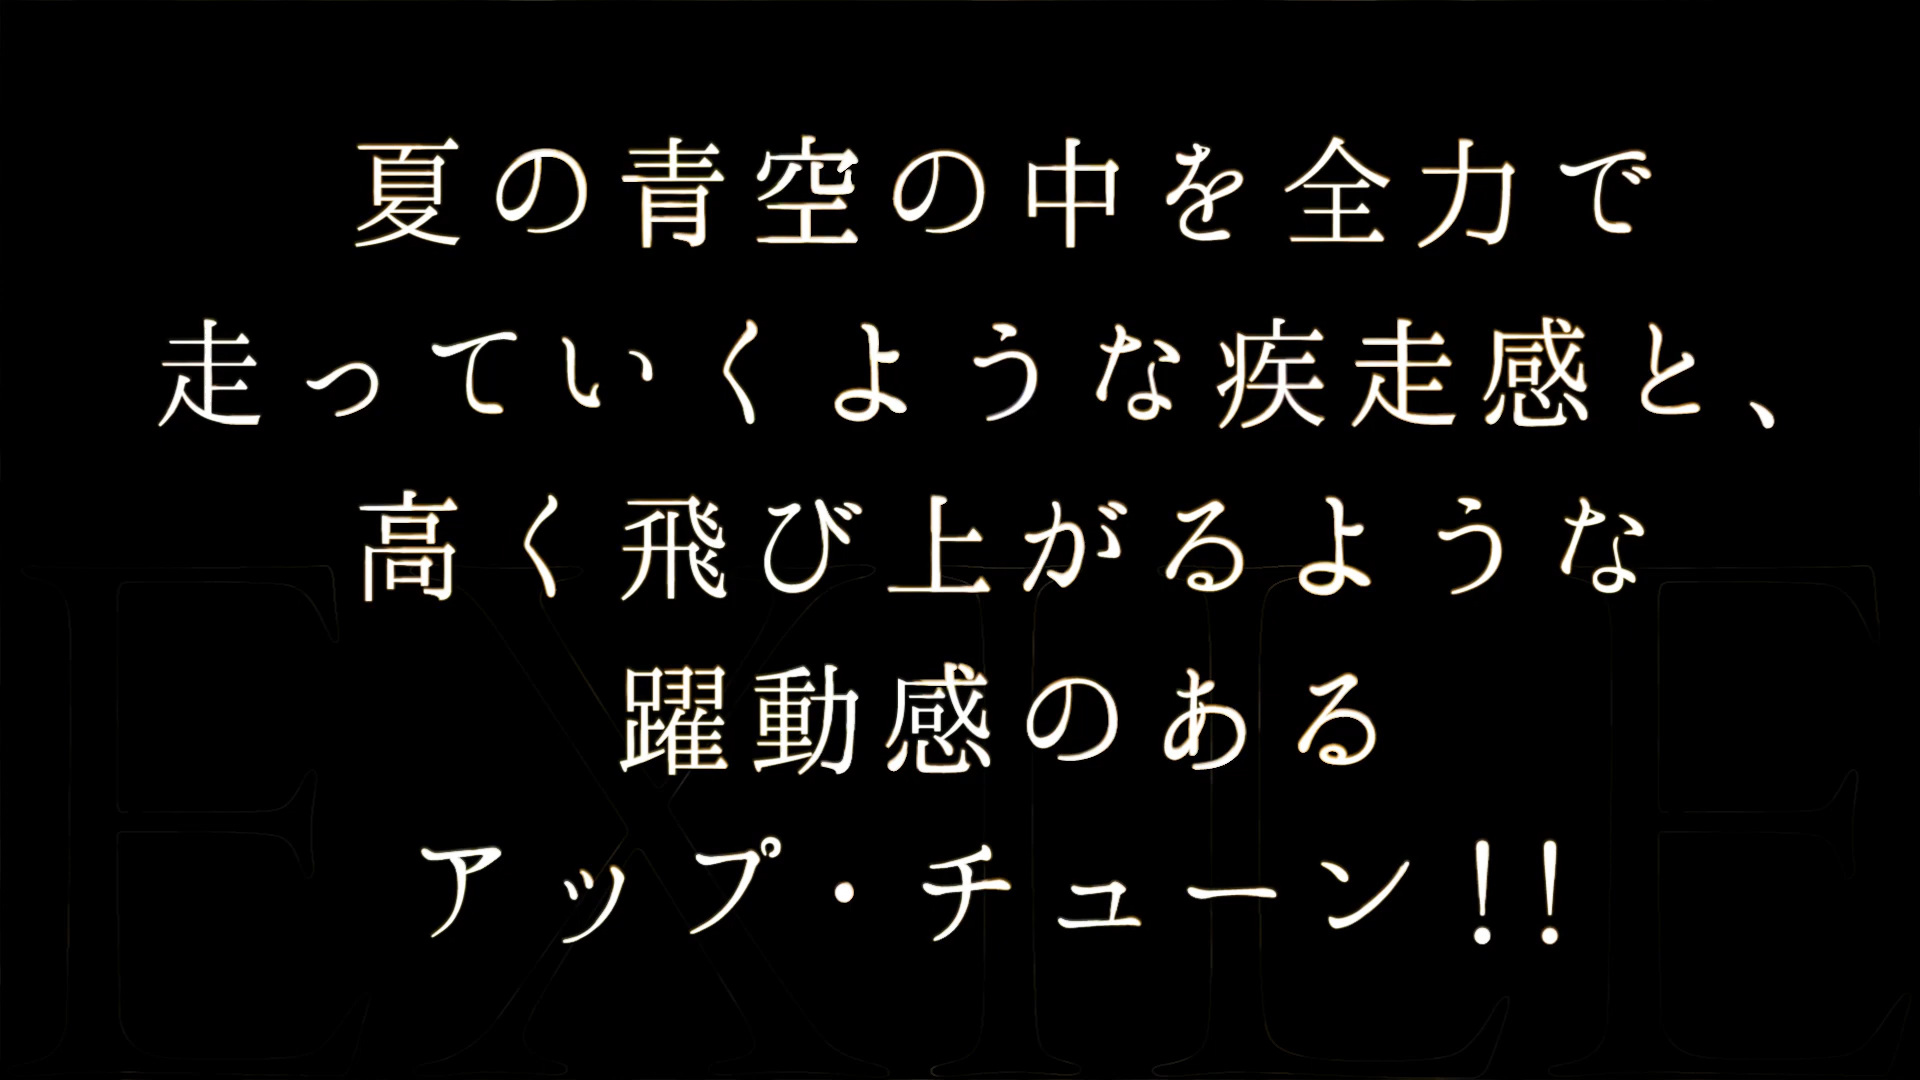 夏の青空の中を全力で
走っていくような疾走感と、
高く飛び上がるような
躍動感のある
アップ・チューン!!
EXILE